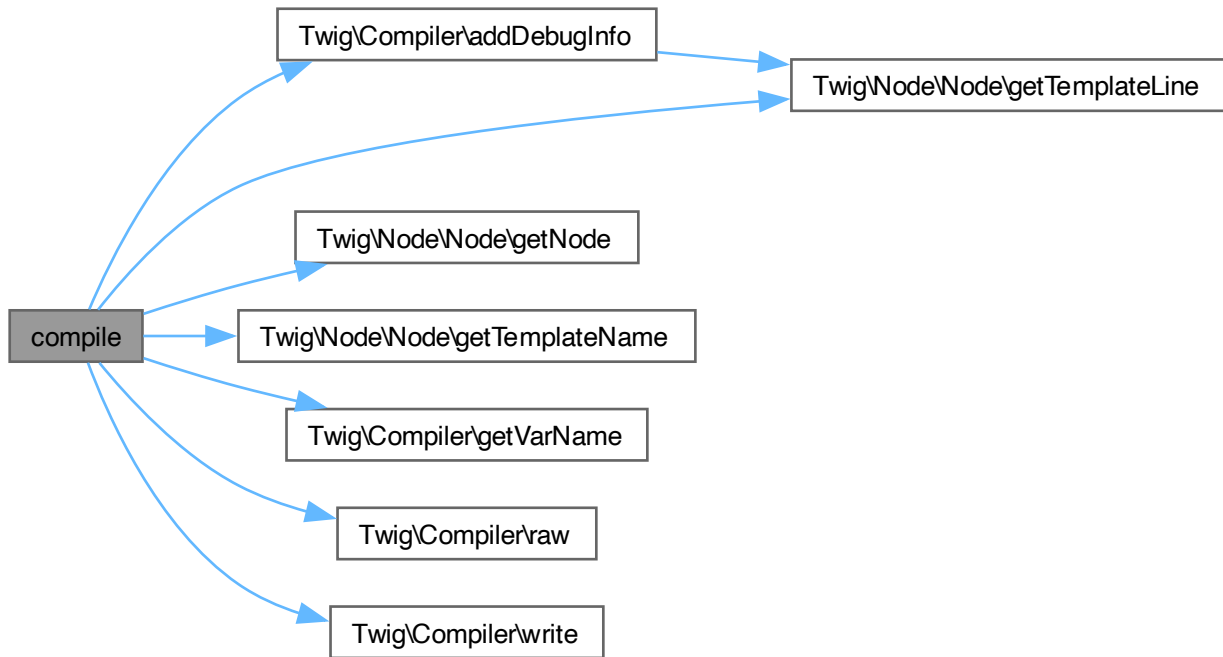 Twig\Compiler\addDebugInfo
Twig\Node\Node\getTemplateLine
Twig\Node\Node\getNode
compile
Twig\Node\Node\getTemplateName
Twig\Compiler\getVarName
Twig\Compiler\raw
Twig\Compiler\write